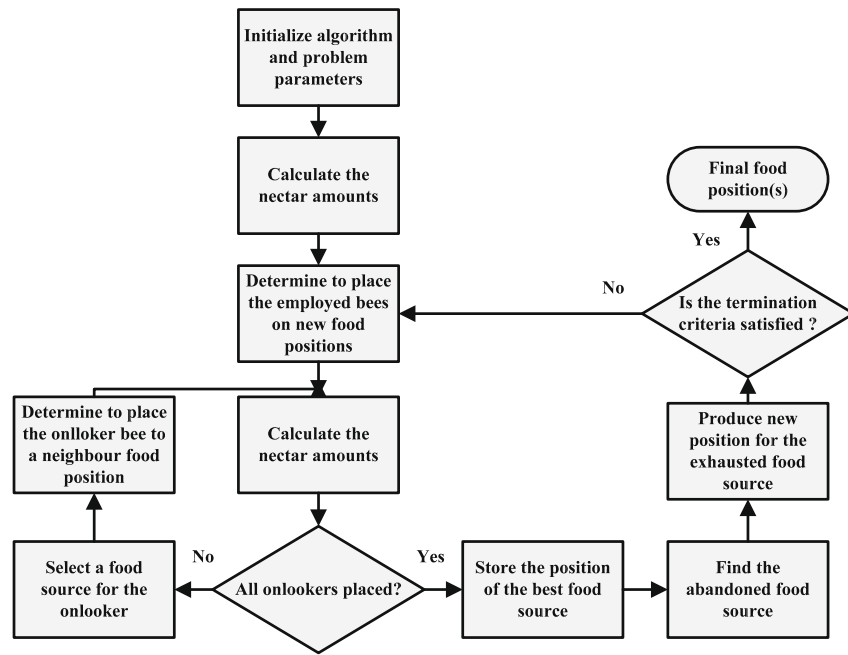 Initialize algorithm
and problem
parameters
Calculate the
nectar amounts
Final food
position(s)
Yes
Determine to place
the employed bees
on new food
positions
No
Is the termination
criteria satisfied ?
Determine to place
the onlloker bee to
a neighbour food
position
Calculate the
nectar amounts
Produce new
position for the
exhausted food
source
Select a food
source for the
onlooker
No
All onlookers placed?
Yes
Store the position
of the best food
source
Find the
abandoned food
source